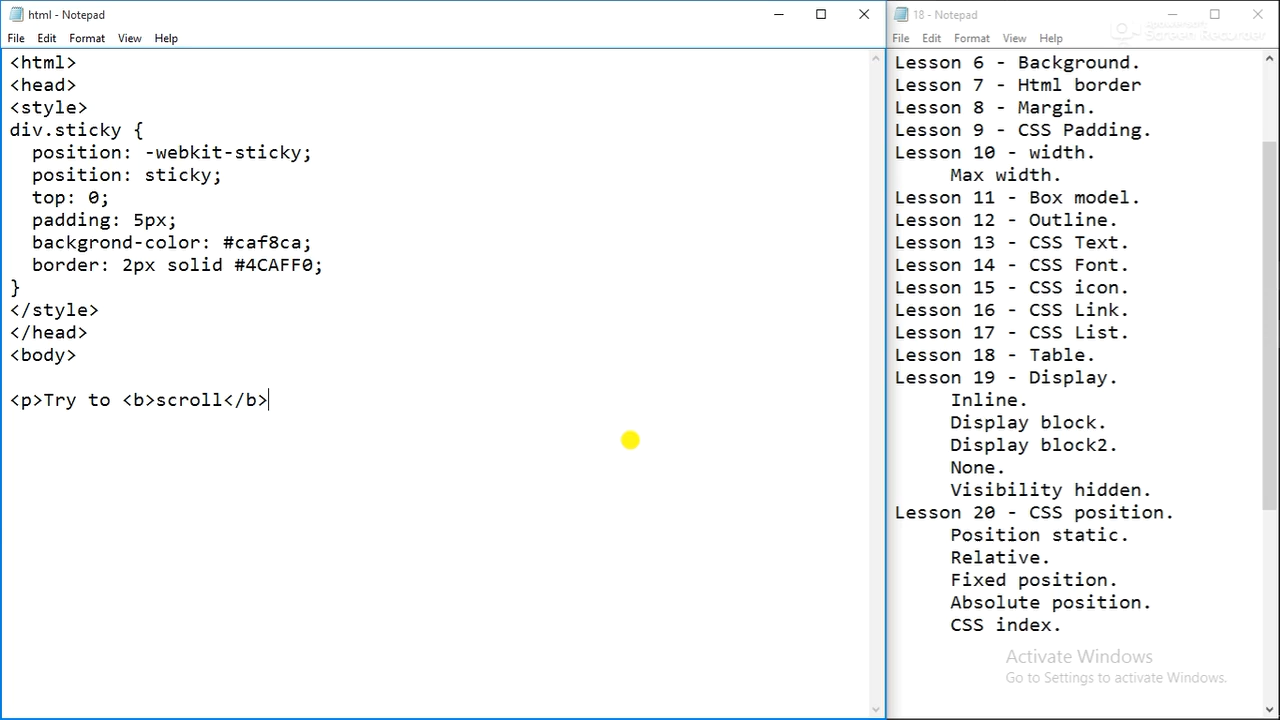 html - Notepad
File Edit Format View Help
<html>
<head>
<style>
div.sticky {
  position: -webkit-sticky;
  position: sticky;
  top: 0;
  padding: 5px;
  backgrond-color: #caf8ca;
  border: 2px solid #4CAFF0;
}
</style>
</head>
<body>

<p>Try to <b>scroll</b>
18 - Notepad
File Edit Format View Help
Screen Recorder
Lesson 6 - Background.
Lesson 7 - Html border
Lesson 8 - Margin.
Lesson 9 - CSS Padding.
Lesson 10 - width.
     Max width.
Lesson 11 - Box model.
Lesson 12 - Outline.
Lesson 13 - CSS Text.
Lesson 14 - CSS Font.
Lesson 15 - CSS icon.
Lesson 16 - CSS Link.
Lesson 17 - CSS List.
Lesson 18 - Table.
Lesson 19 - Display.
     Inline.
     Display block.
     Display block2.
     None.
     Visibility hidden.
Lesson 20 - CSS position.
     Position static.
     Relative.
     Fixed position.
     Absolute position.
     CSS index.
Activate Windows
Go to Settings to activate Windows.